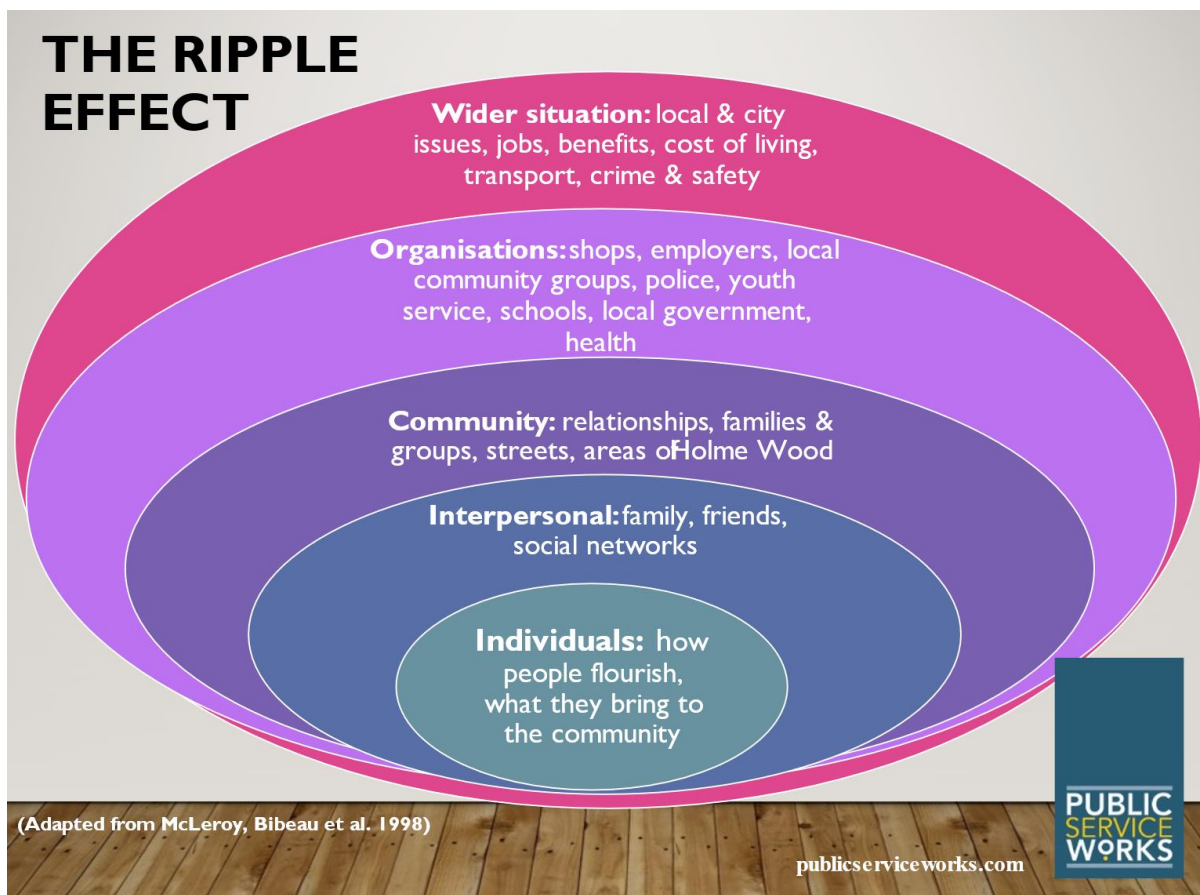 THE RIPPLE
EFFECT
Wider situation: local & city
issues, jobs, benefits, cost of living,
transport, crime & safety
Organisations: shops, employers, local
community groups, police, youth
service, schools, local government,
health
Community: relationships, families &
groups, streets, areas of Holme Wood
Interpersonal: family, friends,
social networks
Individuals: how
people flourish,
what they bring to
the community
(Adapted from McLeroy, Bibeau et al. 1998)
publicserviceworks.com
PUBLIC
SERVICE
WORKS